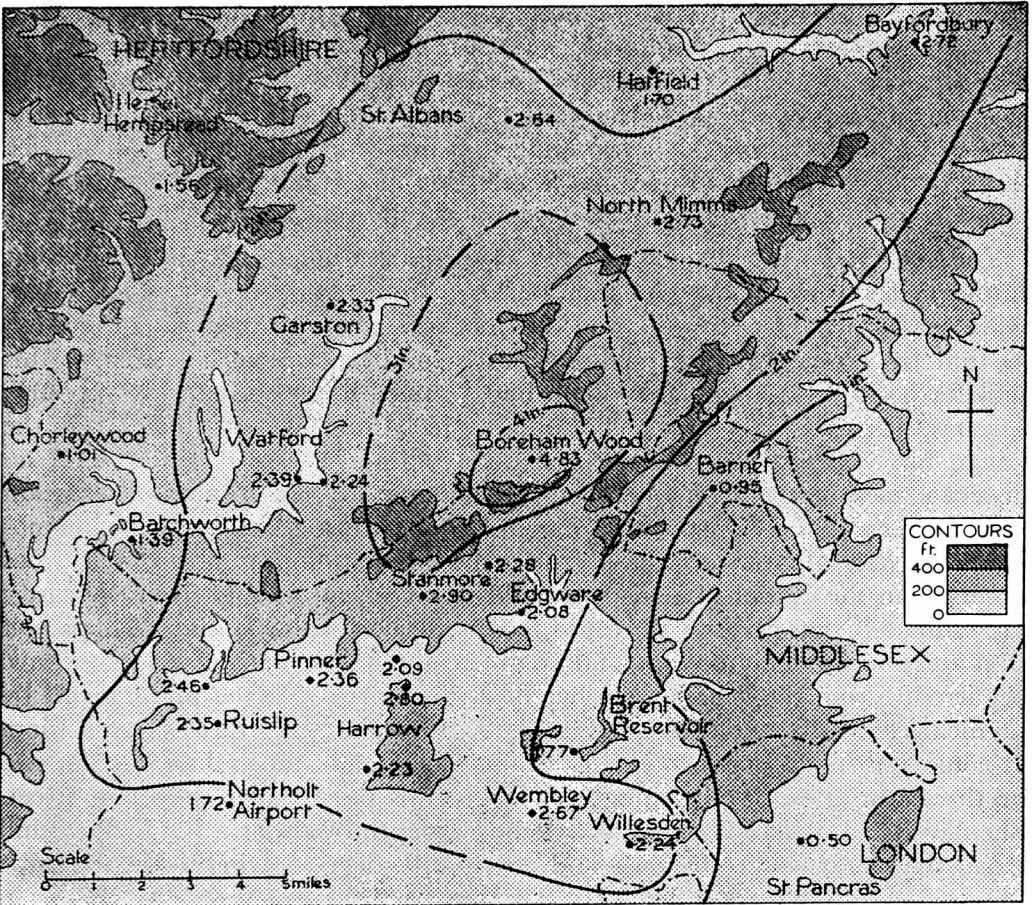 Bayfordbury
2·72
HERTFORDSHIRE
Hatfield
1·70
Hemel
Hempstead
St. Albans
2·64
1·56
North Mimms
2·73
2·33
Garston
3in.
2in.
1in.
N
4in.
Chorleywood
1·01
Watford
Boreham Wood
4·83
Barnet
0·95
2·39
2·24
Batchworth
1·39
CONTOURS
ft.
400
200
0
2·28
Stanmore
2·90
Edgware
2·08
MIDDLESEX
Pinner
2·36
2·09
2·46
2·80
Brent
Reservoir
2·35
Ruislip
Harrow
·77
2·23
Northolt
Airport
1·72
Wembley
2·67
Willesden
2·24
0·50
LONDON
St Pancras
Scale
0 1 2 3 4 5 miles